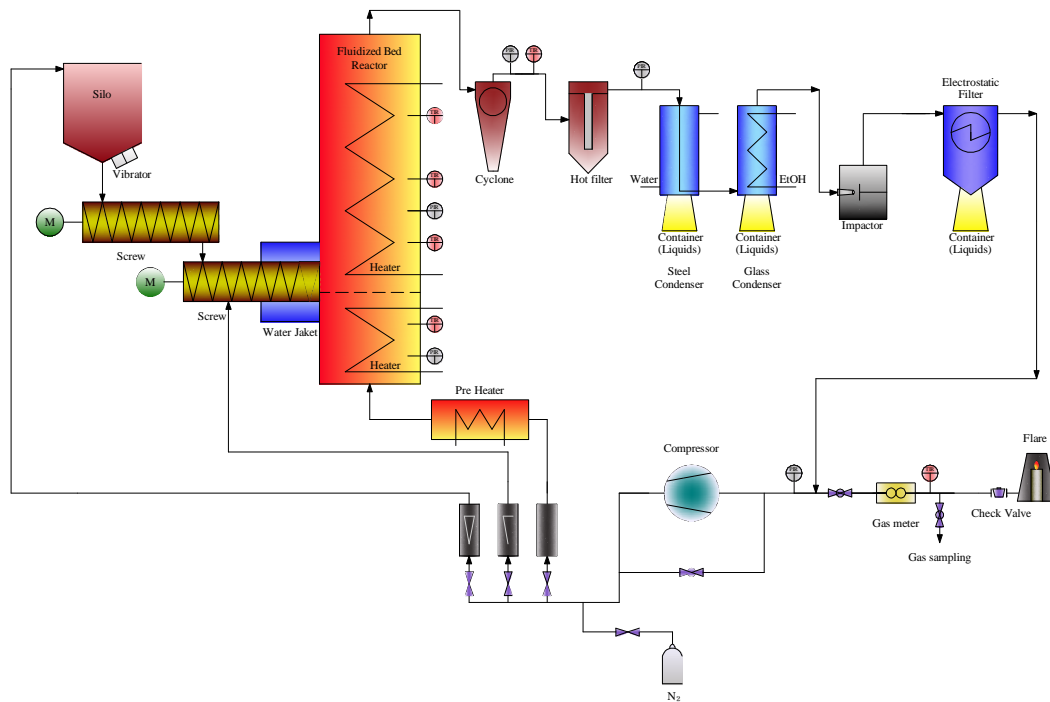 Fluidized Bed
Reactor
Silo
Vibrator
M
Screw
M
Screw
Water Jaket
Heater
Heater
Pre Heater
Cyclone
Hot filter
Water
EtOH
Container
(Liquids)
Steel
Condenser
Container
(Liquids)
Glass
Condenser
Impactor
Electrostatic
Filter
Container
(Liquids)
Compressor
Flare
Gas meter
Check Valve
Gas sampling
N₂